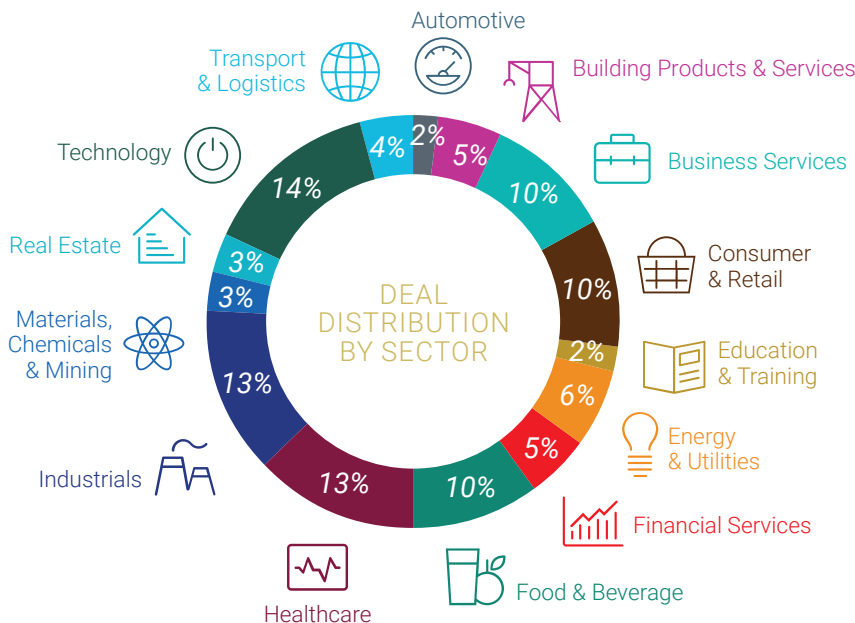 Automotive
2%
Building Products & Services
5%
Business Services
10%
Consumer
& Retail
10%
Education
& Training
2%
Energy
& Utilities
6%
Financial Services
5%
Food & Beverage
10%
Healthcare
13%
Industrials
13%
Materials,
Chemicals
& Mining
3%
Real Estate
3%
Technology
14%
Transport
& Logistics
4%
DEAL
DISTRIBUTION
BY SECTOR